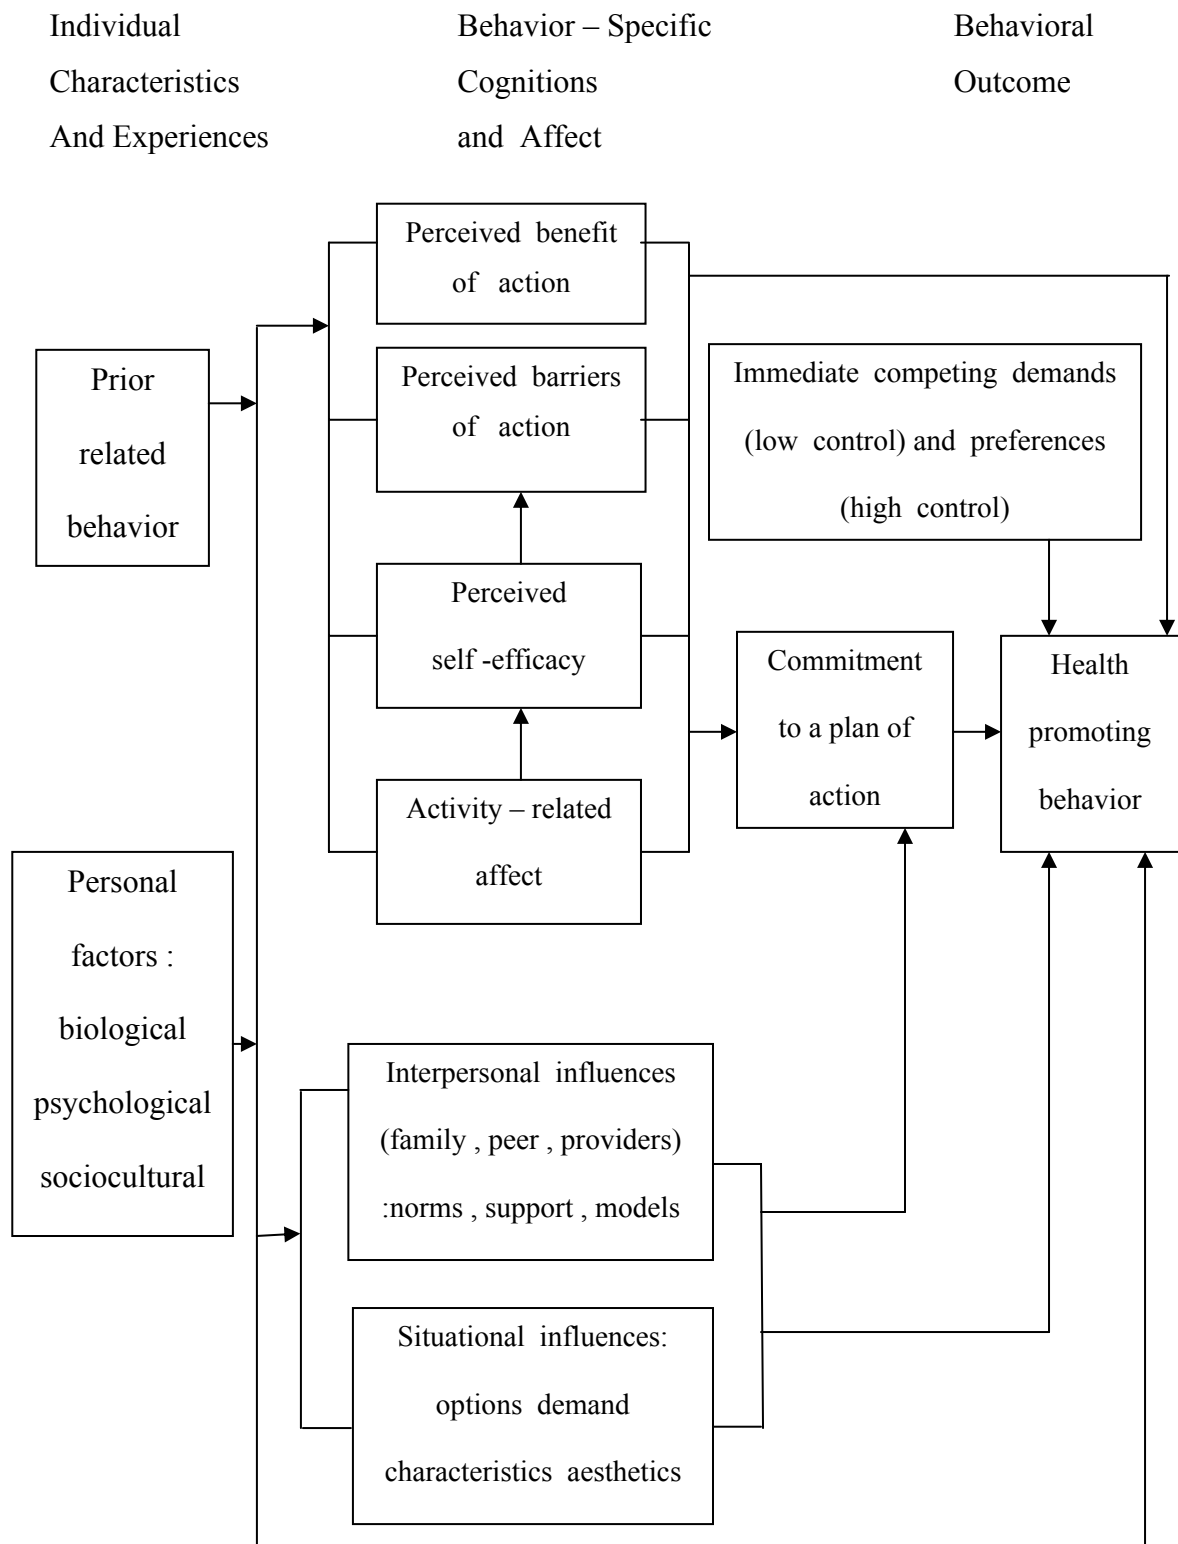 Individual
Characteristics
And Experiences
Behavior – Specific
Cognitions
and Affect
Behavioral
Outcome
Perceived benefit
of action
Prior
related
behavior
Perceived barriers
of action
Immediate competing demands
(low control) and preferences
(high control)
Perceived
self -efficacy
Commitment
to a plan of
action
Health
promoting
behavior
Activity – related
affect
Personal
factors :
biological
psychological
sociocultural
Interpersonal influences
(family , peer , providers)
:norms , support , models
Situational influences:
options demand
characteristics aesthetics